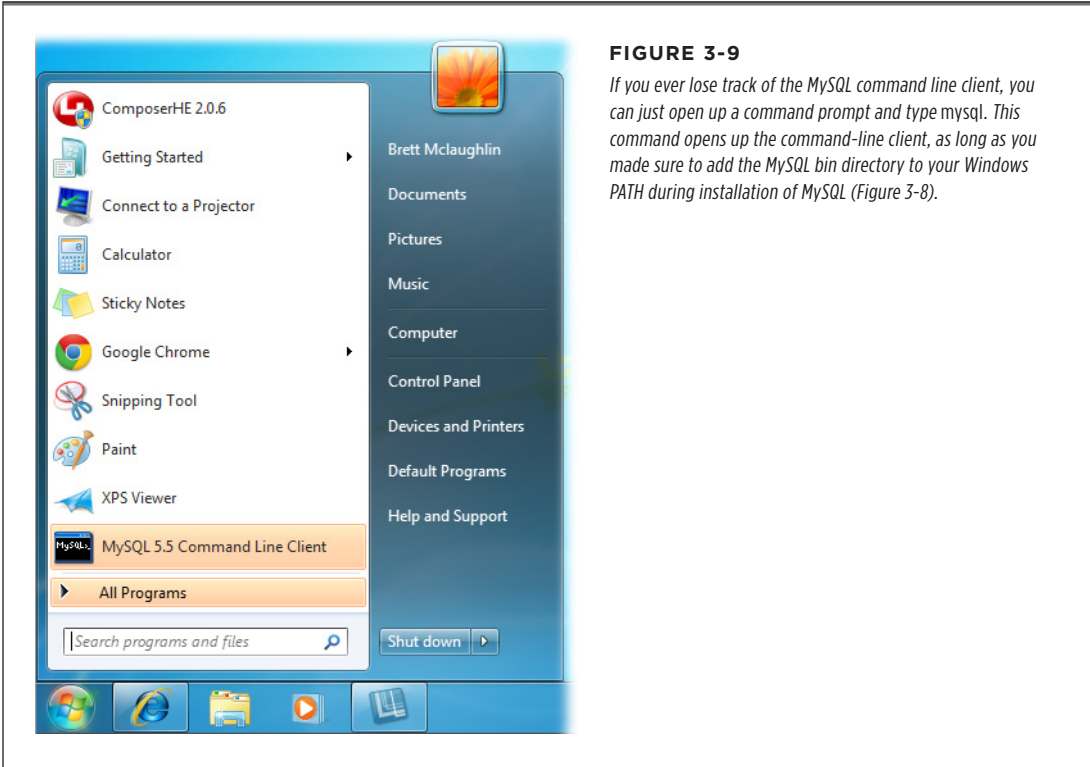 ComposerHE 2.0.6
Getting Started
Connect to a Projector
Calculator
Sticky Notes
Google Chrome
Snipping Tool
Paint
XPS Viewer
MySQL 5.5 Command Line Client
All Programs
Search programs and files
Brett Mclaughlin
Documents
Pictures
Music
Computer
Control Panel
Devices and Printers
Default Programs
Help and Support
Shut down
FIGURE 3-9
If you ever lose track of the MySQL command line client, you
can just open up a command prompt and type mysql. This
command opens up the command-line client, as long as you
made sure to add the MySQL bin directory to your Windows
PATH during installation of MySQL (Figure 3-8).